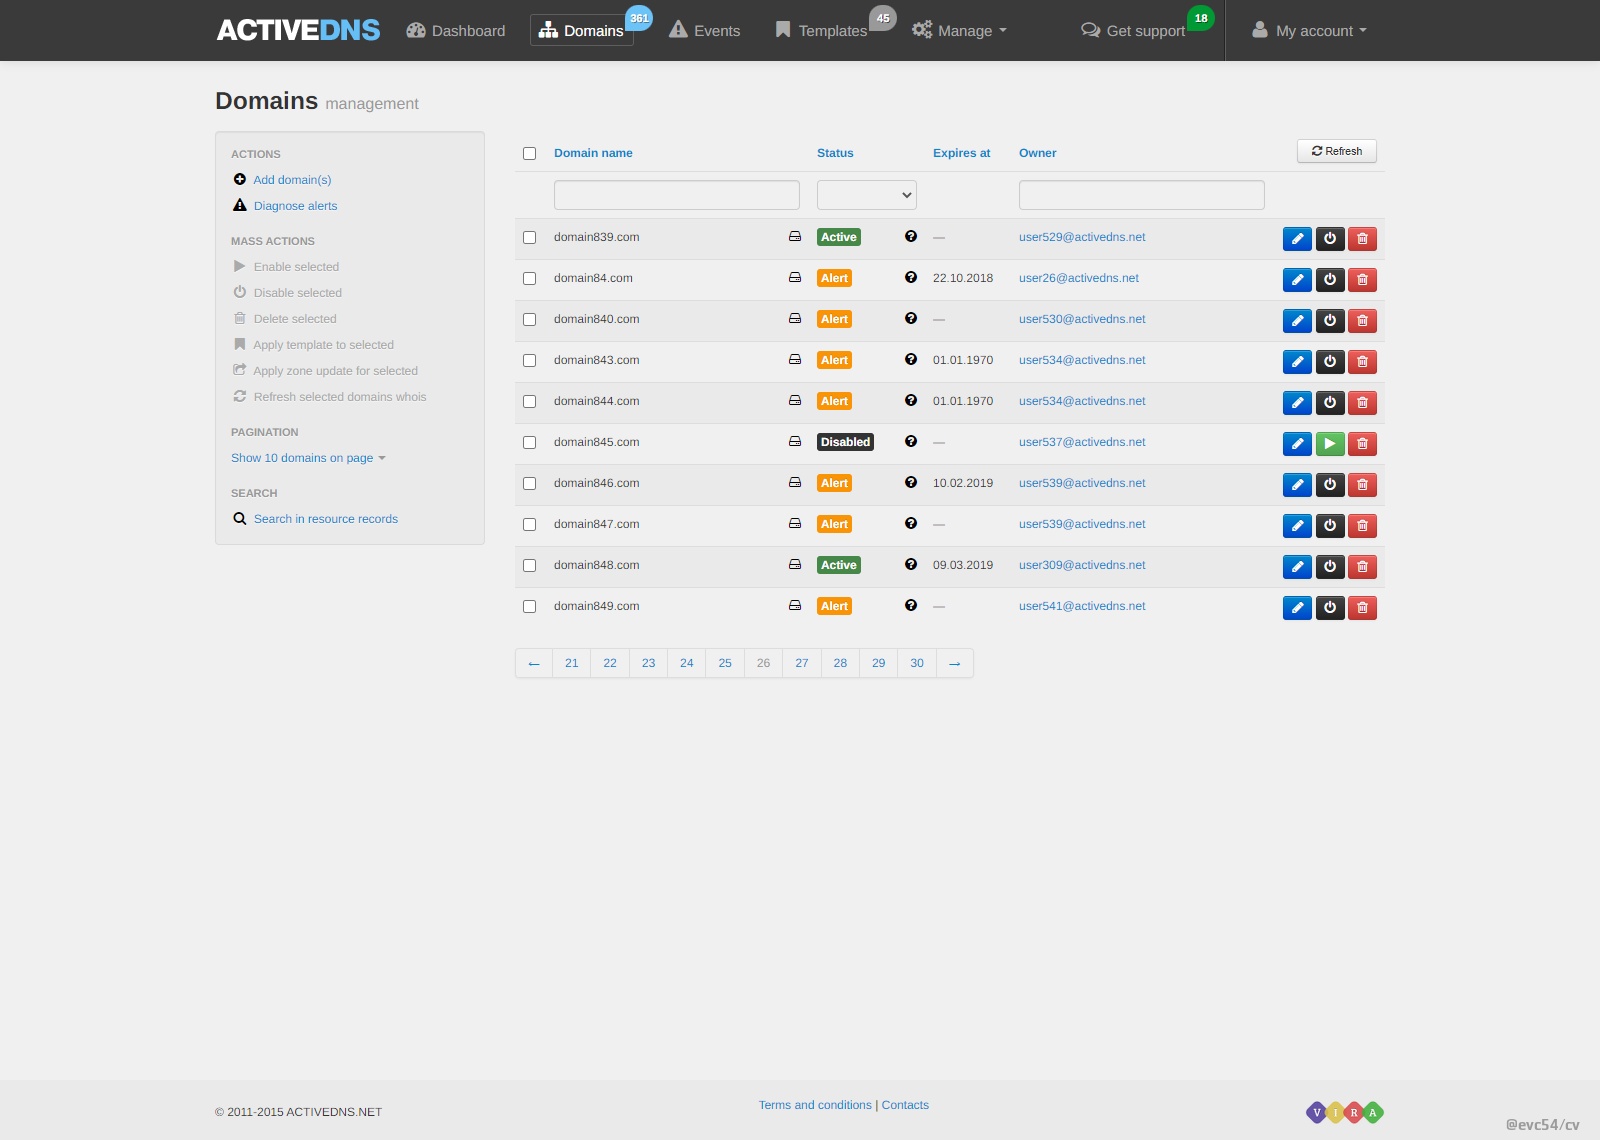 ACTIVEDNS Dashboard Domains 361 Events Templates 45 Manage Get support 18 My account
Domains management
ACTIONS
Add domain(s)
Diagnose alerts
MASS ACTIONS
Enable selected
Disable selected
Delete selected
Apply template to selected
Apply zone update for selected
Refresh selected domains whois
PAGINATION
Show 10 domains on page
SEARCH
Search in resource records
Domain name Status Expires at Owner Refresh
domain839.com Active — user529@activedns.net
domain84.com Alert 22.10.2018 user26@activedns.net
domain840.com Alert — user530@activedns.net
domain843.com Alert 01.01.1970 user534@activedns.net
domain844.com Alert 01.01.1970 user534@activedns.net
domain845.com Disabled — user537@activedns.net
domain846.com Alert 10.02.2019 user539@activedns.net
domain847.com Alert — user539@activedns.net
domain848.com Active 09.03.2019 user309@activedns.net
domain849.com Alert — user541@activedns.net
← 21 22 23 24 25 26 27 28 29 30 →
© 2011-2015 ACTIVEDNS.NET
Terms and conditions | Contacts
VIRA
@evc54/cv